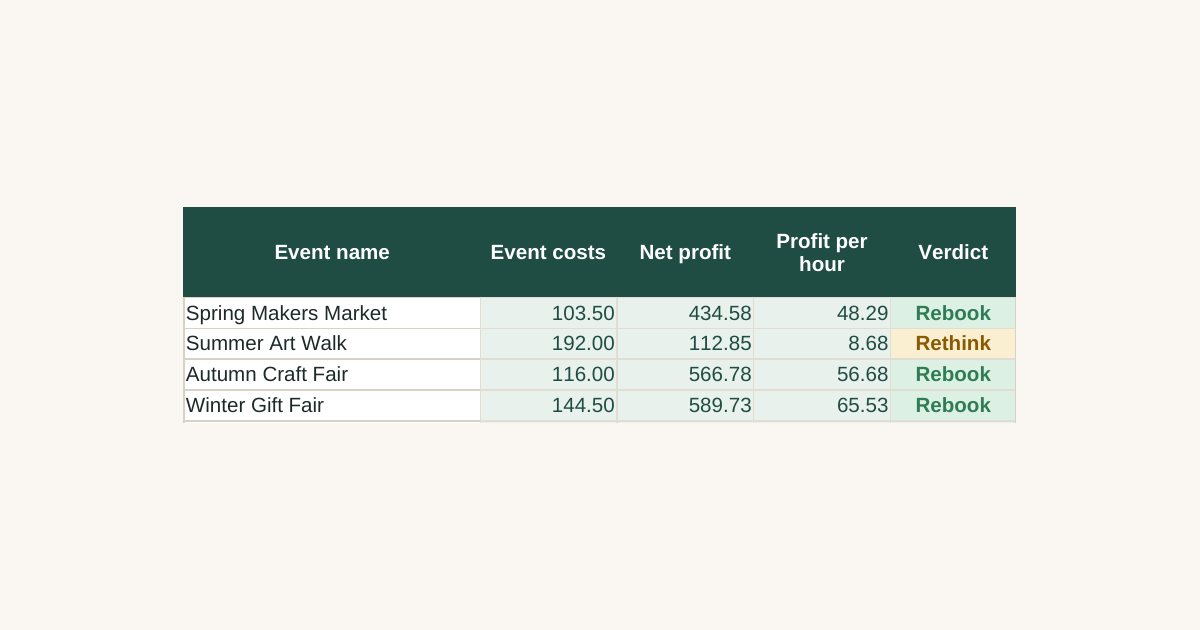 Event name Event costs Net profit Profit per hour Verdict
Spring Makers Market 103.50 434.58 48.29 Rebook
Summer Art Walk 192.00 112.85 8.68 Rethink
Autumn Craft Fair 116.00 566.78 56.68 Rebook
Winter Gift Fair 144.50 589.73 65.53 Rebook